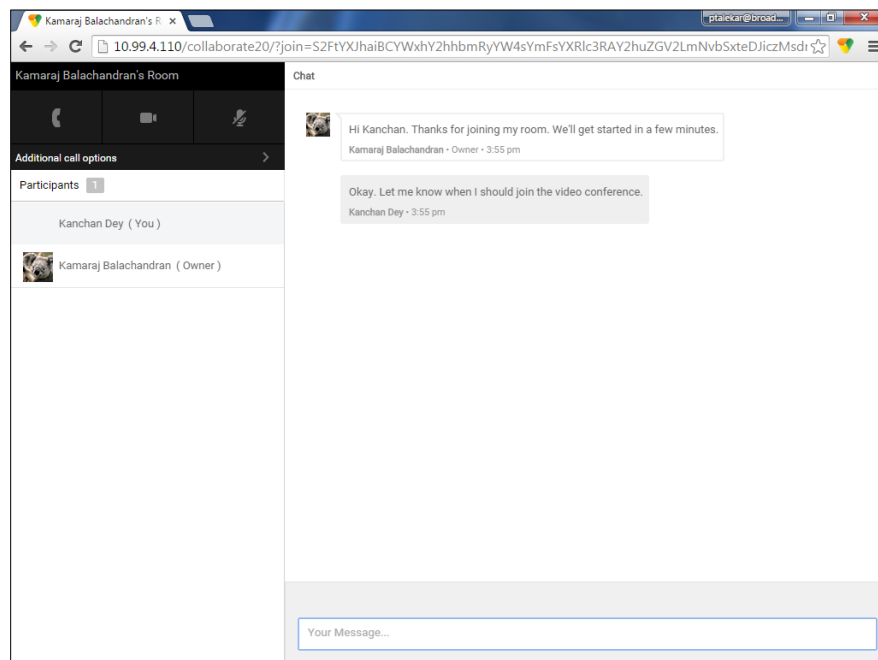 Kamaraj Balachandran's R
ptalekar@broad...
10.99.4.110/collaborate20/?join=S2FtYXJhaiBCYWxhY2hhbmRyYW4sYmFsYXRlc3RAY2huZGV2LmNvbSxteDJiczMsdr
Kamaraj Balachandran's Room
Chat
Hi Kanchan. Thanks for joining my room. We'll get started in a few minutes.
Kamaraj Balachandran • Owner • 3:55 pm
Additional call options
Participants 1
Okay. Let me know when I should join the video conference.
Kanchan Dey • 3:55 pm
Kanchan Dey ( You )
Kamaraj Balachandran ( Owner )
Your Message...